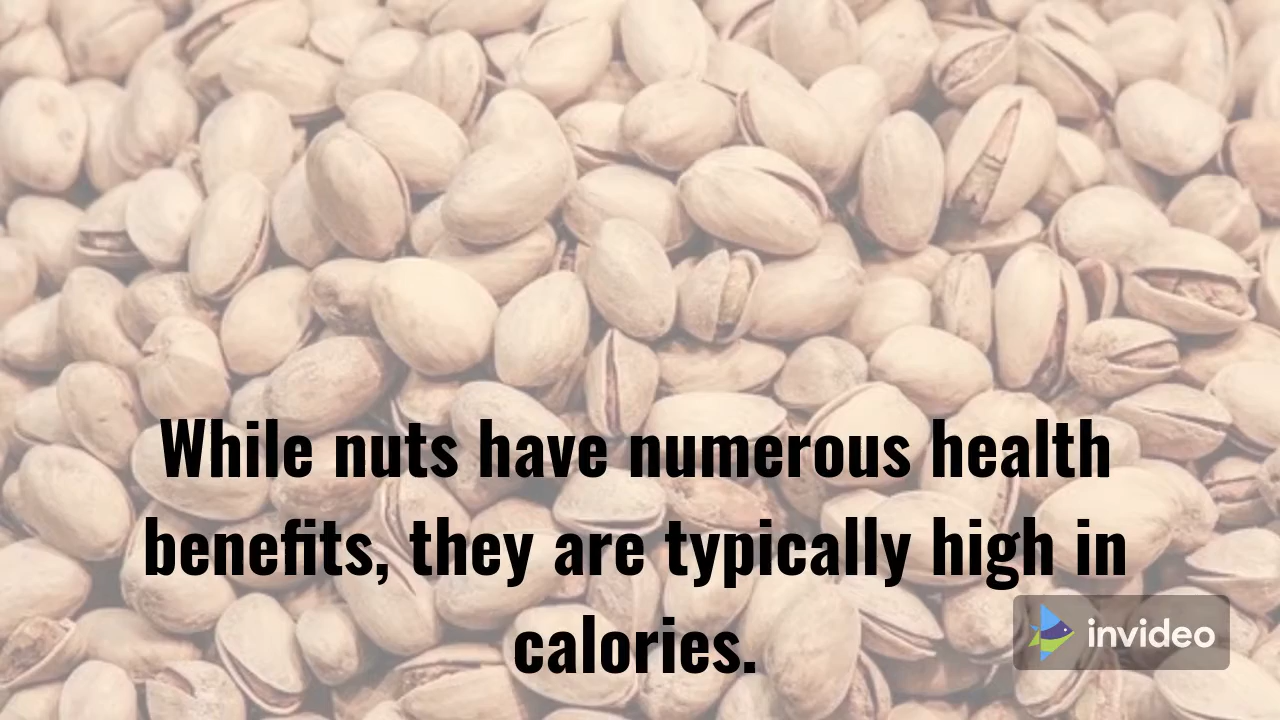 While nuts have numerous health
benefits, they are typically high in
calories.
invideo